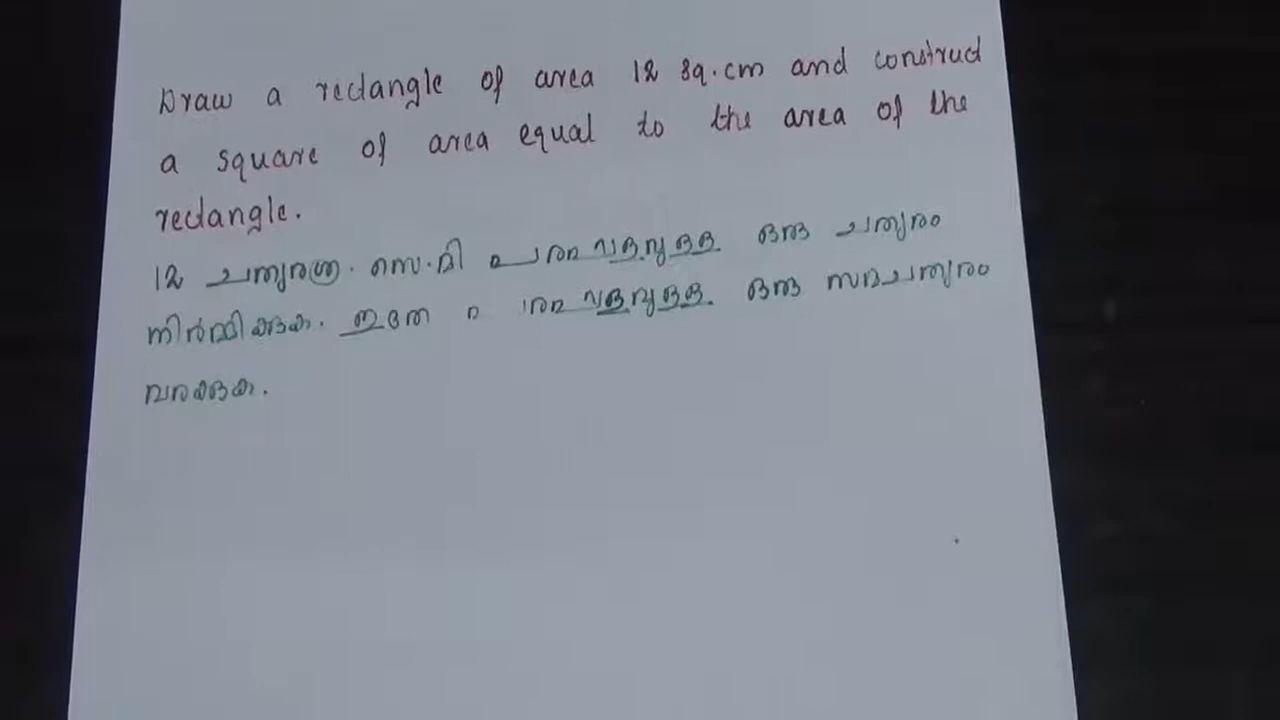 Draw a rectangle of area 12 sq.cm and construct
a square of area equal to the area of the
rectangle.
12 ചതുരശ്ര. സെ.മി പരപ്പളവുള്ള ഒരു ചതുരം
നിർമ്മിക്കുക. ഇതേ പരപ്പളവുള്ള ഒരു സമചതുരം
വരക്കുക.